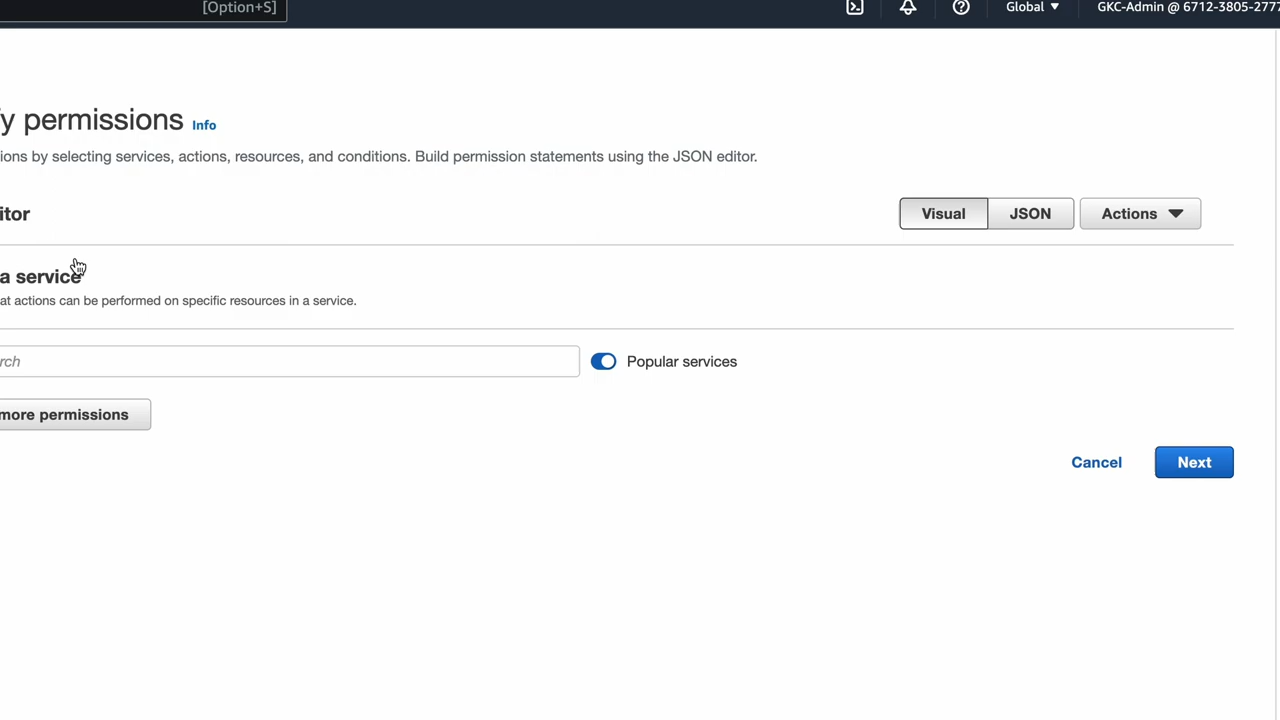 [Option+S] Global GKC-Admin @ 6712-3805-2777
y permissions Info
ions by selecting services, actions, resources, and conditions. Build permission statements using the JSON editor.
itor Visual JSON Actions
a service
at actions can be performed on specific resources in a service.
rch Popular services
more permissions
Cancel Next